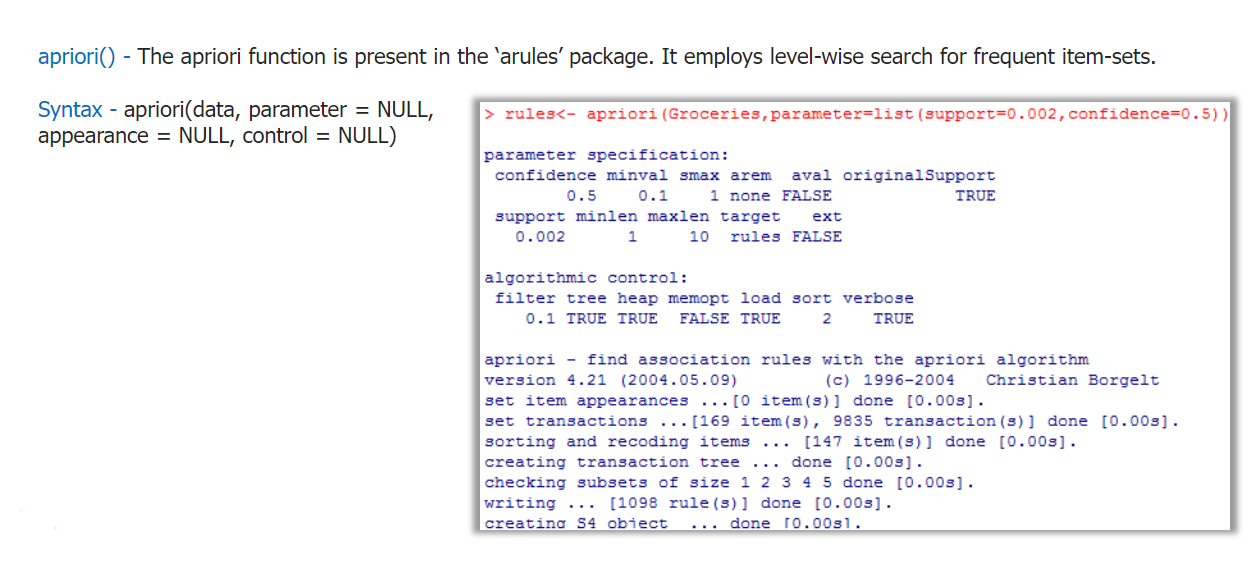 apriori() - The apriori function is present in the ‘arules’ package. It employs level-wise search for frequent item-sets.
Syntax - apriori(data, parameter = NULL,
appearance = NULL, control = NULL)
> rules<- apriori(Groceries,parameter=list(support=0.002,confidence=0.5))
parameter specification:
confidence minval smax arem  aval originalSupport
0.5    0.1    1 none FALSE            TRUE
support minlen maxlen target   ext
0.002      1     10  rules FALSE
algorithmic control:
filter tree heap memopt load sort verbose
0.1 TRUE TRUE  FALSE TRUE    2    TRUE
apriori - find association rules with the apriori algorithm
version 4.21 (2004.05.09)        (c) 1996-2004   Christian Borgelt
set item appearances ...[0 item(s)] done [0.00s].
set transactions ...[169 item(s), 9835 transaction(s)] done [0.00s].
sorting and recoding items ... [147 item(s)] done [0.00s].
creating transaction tree ... done [0.00s].
checking subsets of size 1 2 3 4 5 done [0.00s].
writing ... [1098 rule(s)] done [0.00s].
creating S4 object  ... done [0.00s].